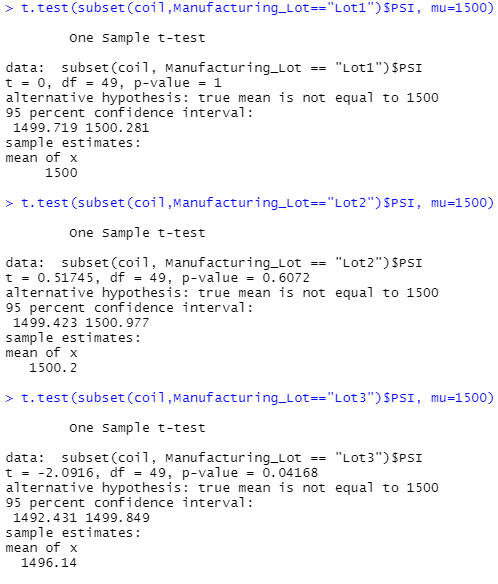 > t.test(subset(coil,Manufacturing_Lot=="Lot1")$PSI, mu=1500)
One Sample t-test
data:  subset(coil, Manufacturing_Lot == "Lot1")$PSI
t = 0, df = 49, p-value = 1
alternative hypothesis: true mean is not equal to 1500
95 percent confidence interval:
1499.719 1500.281
sample estimates:
mean of x
1500
> t.test(subset(coil,Manufacturing_Lot=="Lot2")$PSI, mu=1500)
One Sample t-test
data:  subset(coil, Manufacturing_Lot == "Lot2")$PSI
t = 0.51745, df = 49, p-value = 0.6072
alternative hypothesis: true mean is not equal to 1500
95 percent confidence interval:
1499.423 1500.977
sample estimates:
mean of x
1500.2
> t.test(subset(coil,Manufacturing_Lot=="Lot3")$PSI, mu=1500)
One Sample t-test
data:  subset(coil, Manufacturing_Lot == "Lot3")$PSI
t = -2.0916, df = 49, p-value = 0.04168
alternative hypothesis: true mean is not equal to 1500
95 percent confidence interval:
1492.431 1499.849
sample estimates:
mean of x
1496.14